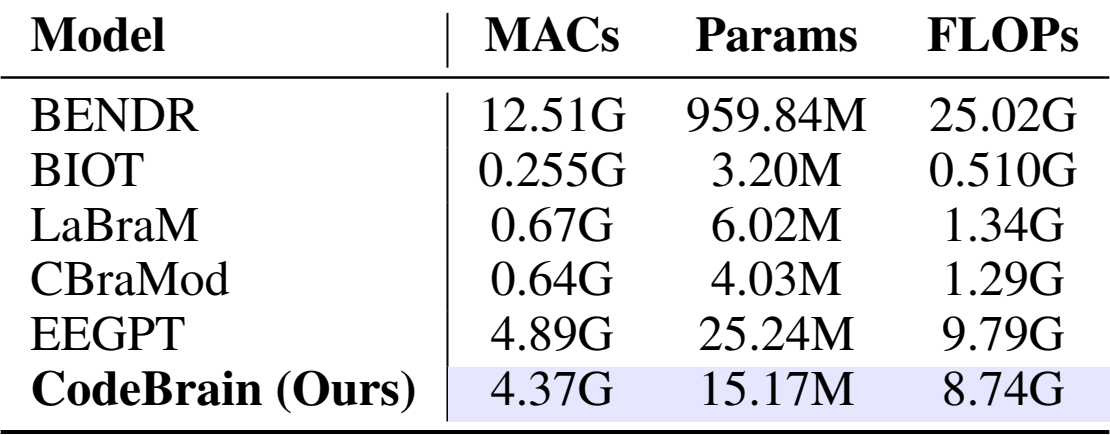 Model MACs Params FLOPs
BENDR 12.51G 959.84M 25.02G
BIOT 0.255G 3.20M 0.510G
LaBraM 0.67G 6.02M 1.34G
CBraMod 0.64G 4.03M 1.29G
EEGPT 4.89G 25.24M 9.79G
CodeBrain (Ours) 4.37G 15.17M 8.74G